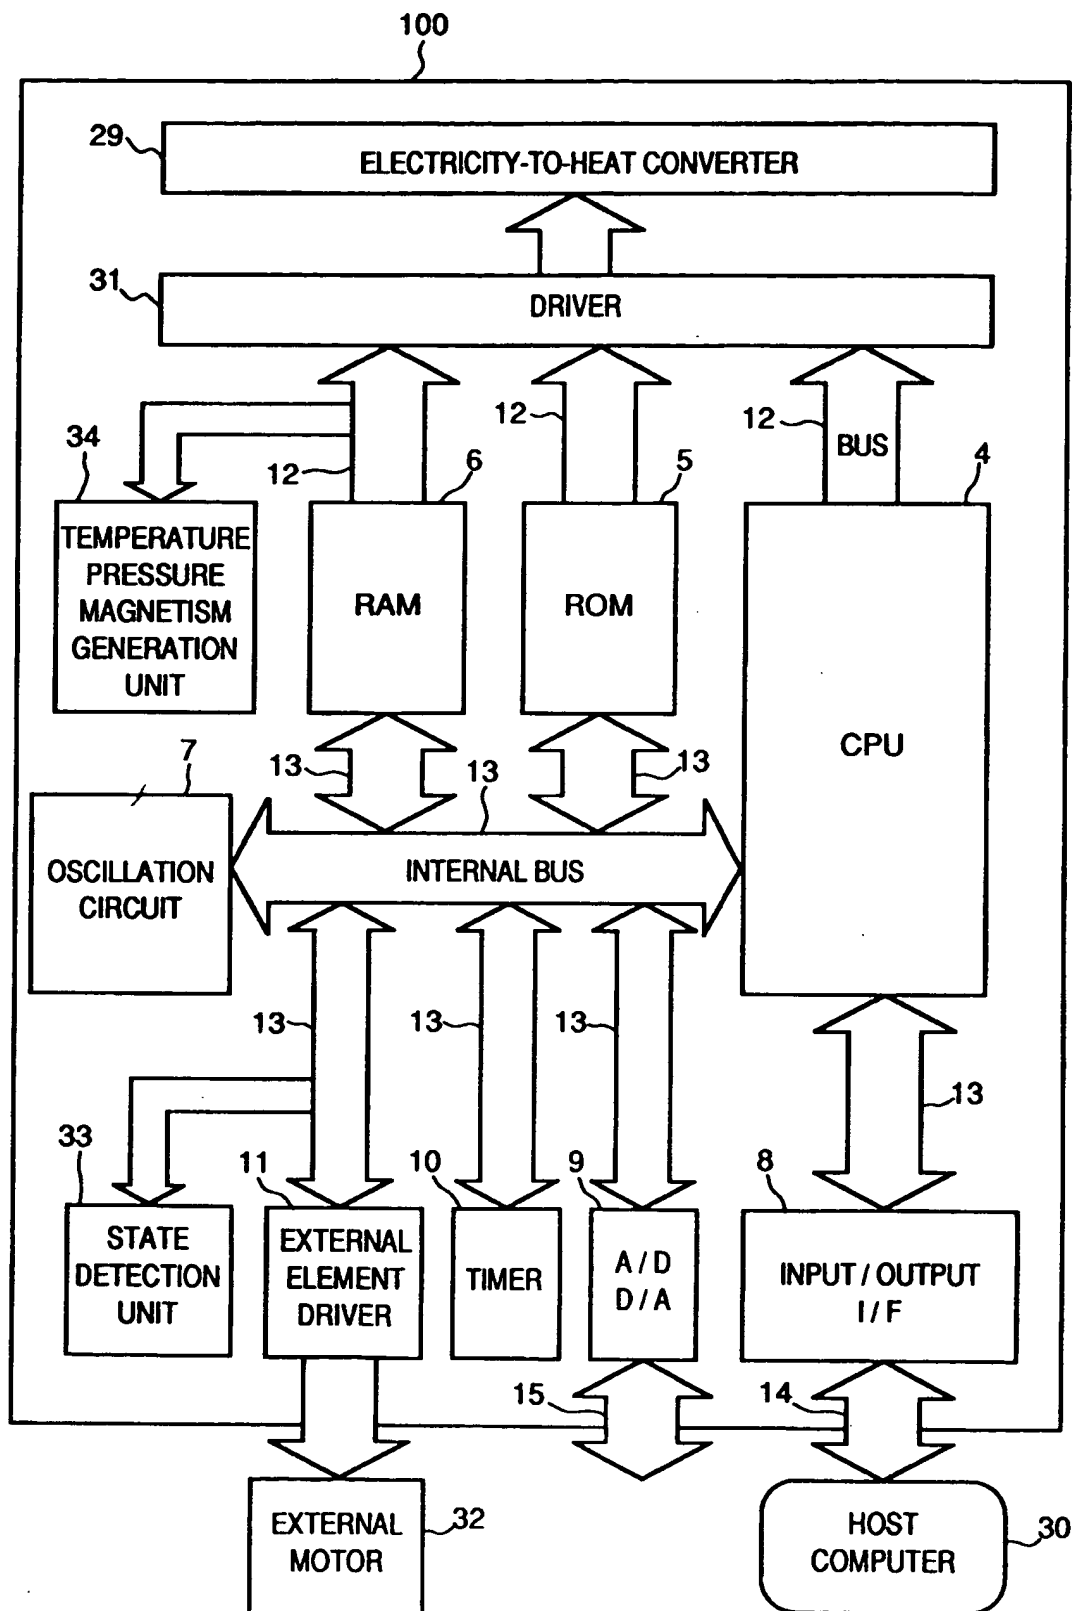 100
29
ELECTRICITY-TO-HEAT CONVERTER
31
DRIVER
12
12
12
BUS
34
6
5
4
TEMPERATURE
PRESSURE
MAGNETISM
GENERATION
UNIT
RAM
ROM
CPU
7
13
13
13
OSCILLATION
CIRCUIT
INTERNAL BUS
13
13
13
13
33
11
10
9
8
STATE
DETECTION
UNIT
EXTERNAL
ELEMENT
DRIVER
TIMER
A / D
D / A
INPUT / OUTPUT
I / F
15
14
EXTERNAL
MOTOR
32
HOST
COMPUTER
30